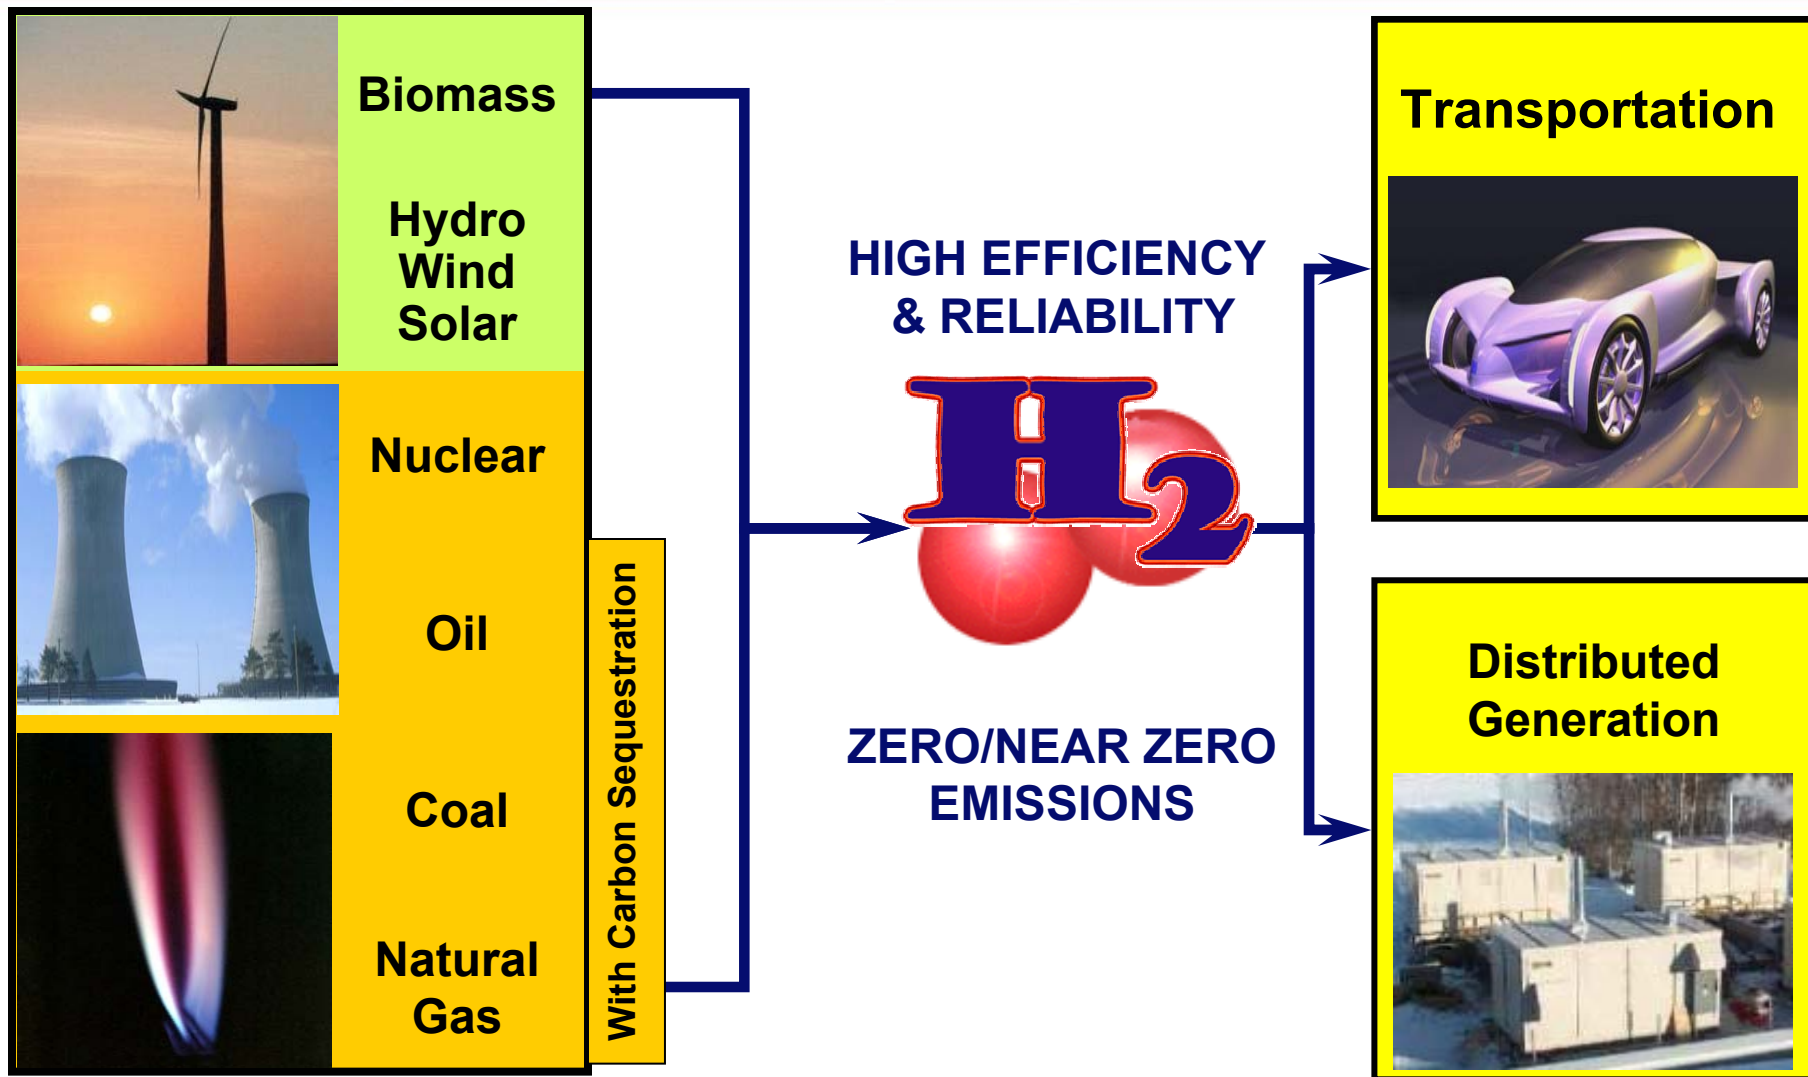 Biomass
Hydro
Wind
Solar
Nuclear
Oil
Coal
Natural
Gas
With Carbon Sequestration
HIGH EFFICIENCY
& RELIABILITY
H2
ZERO/NEAR ZERO
EMISSIONS
Transportation
Distributed
Generation